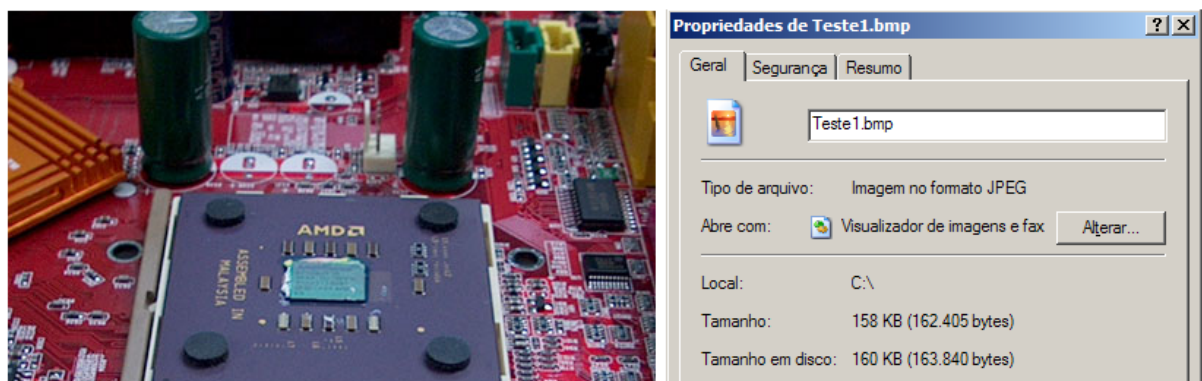 AMD
ASSEMBLED IN
MALAYSIA
Propriedades de Teste1.bmp
Geral
Segurança
Resumo
Teste1.bmp
Tipo de arquivo: Imagem no formato JPEG
Abre com: Visualizador de imagens e fax
Alterar...
Local: C:\
Tamanho: 158 KB (162.405 bytes)
Tamanho em disco: 160 KB (163.840 bytes)